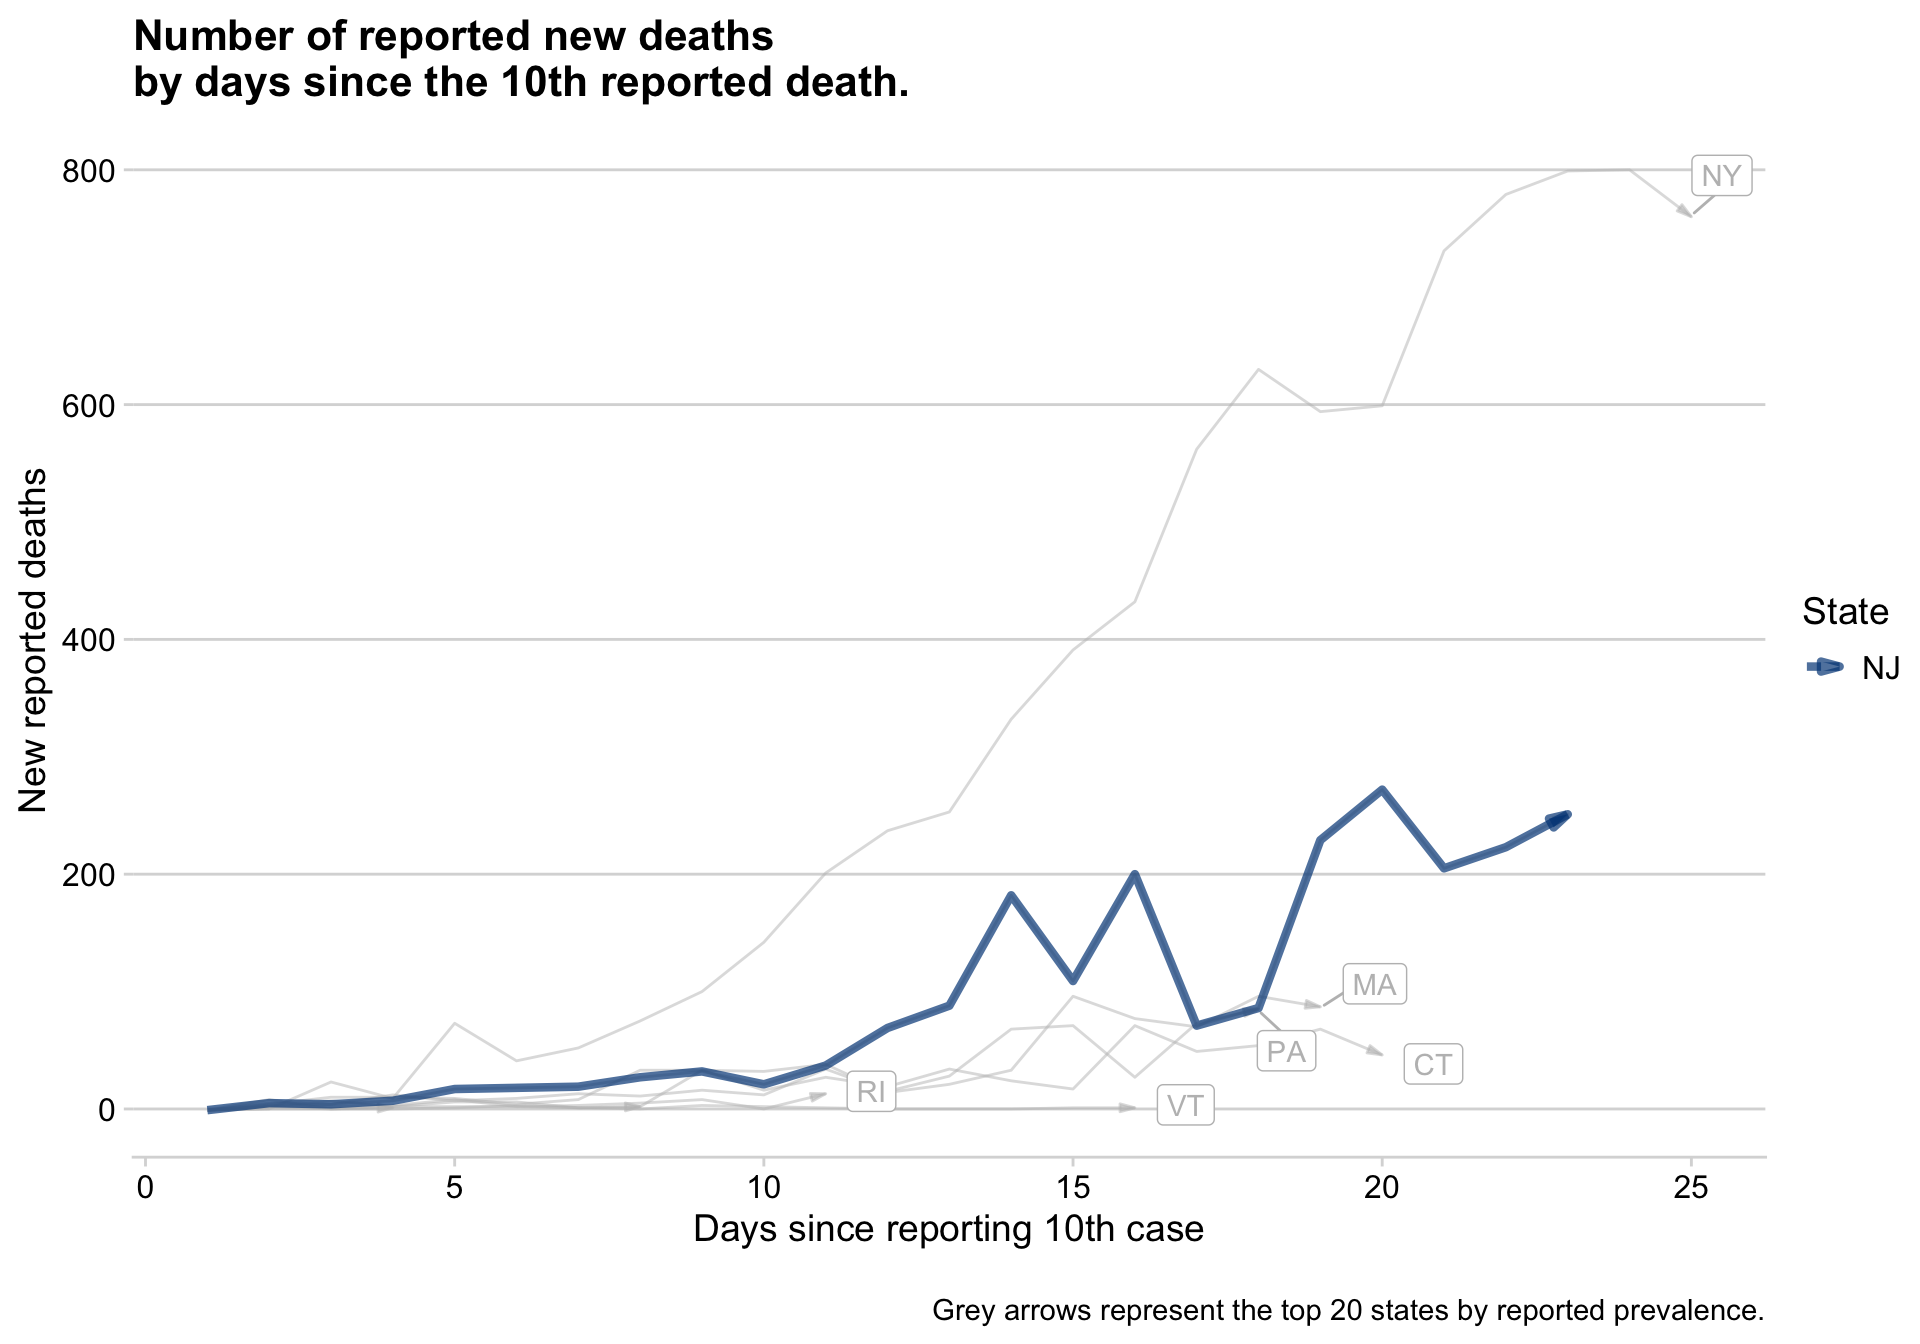 Number of reported new deaths
by days since the 10th reported death.
New reported deaths
800
600
400
200
0
0 5 10 15 20 25
Days since reporting 10th case
NY
MA
PA
CT
RI
VT
State
NJ
Grey arrows represent the top 20 states by reported prevalence.